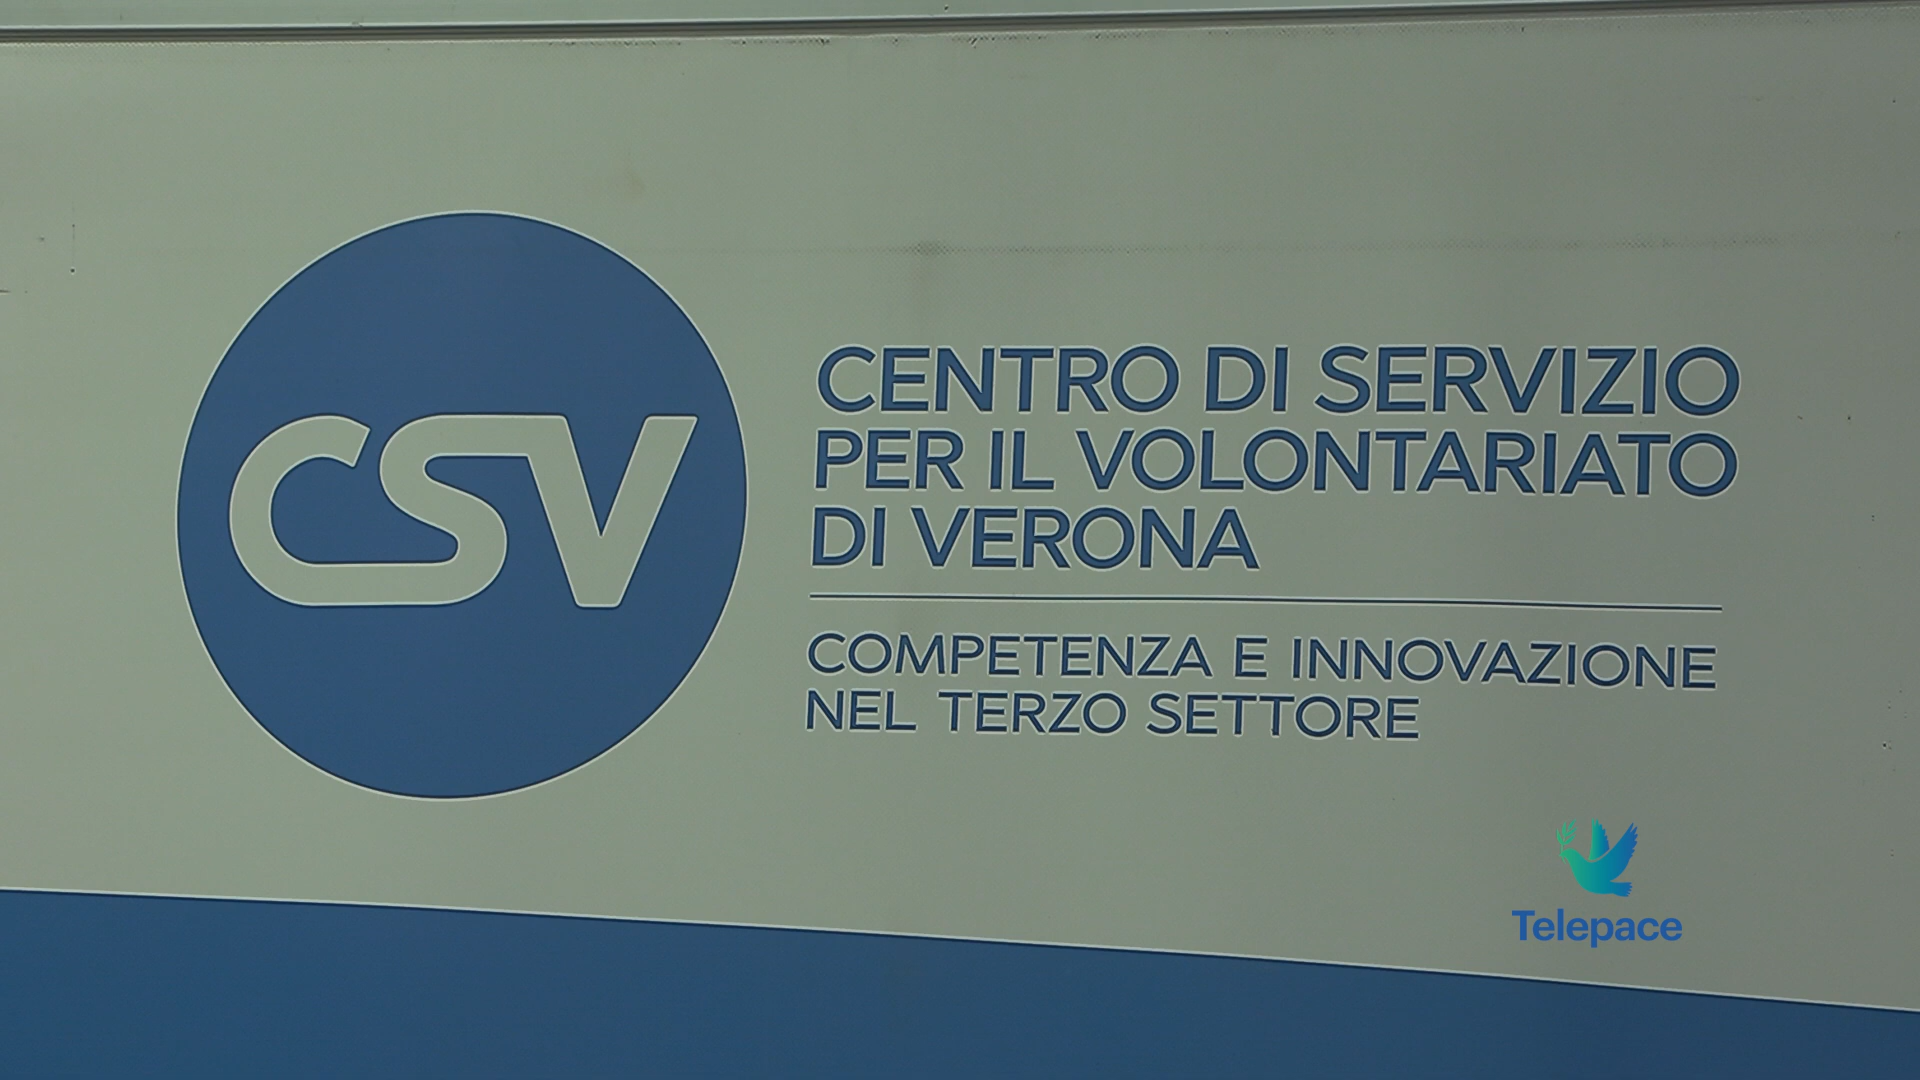 CSV
CENTRO DI SERVIZIO
PER IL VOLONTARIATO
DI VERONA
COMPETENZA E INNOVAZIONE
NEL TERZO SETTORE
Telepace